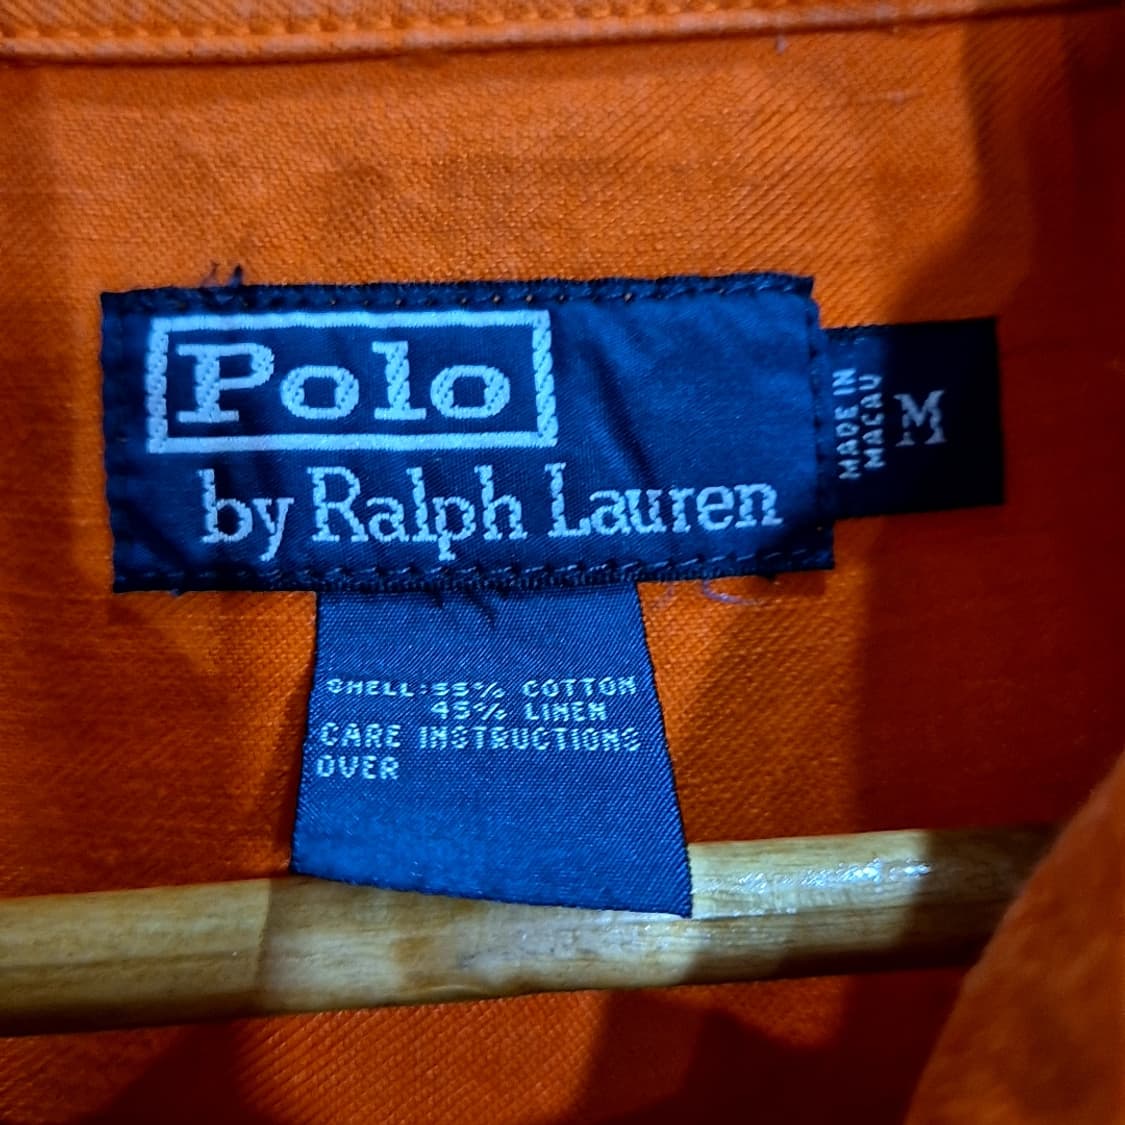 Polo
by Ralph Lauren
MADE IN
MACAU
M
SHELL:55% COTTON
45% LINEN
CARE INSTRUCTIONS
OVER